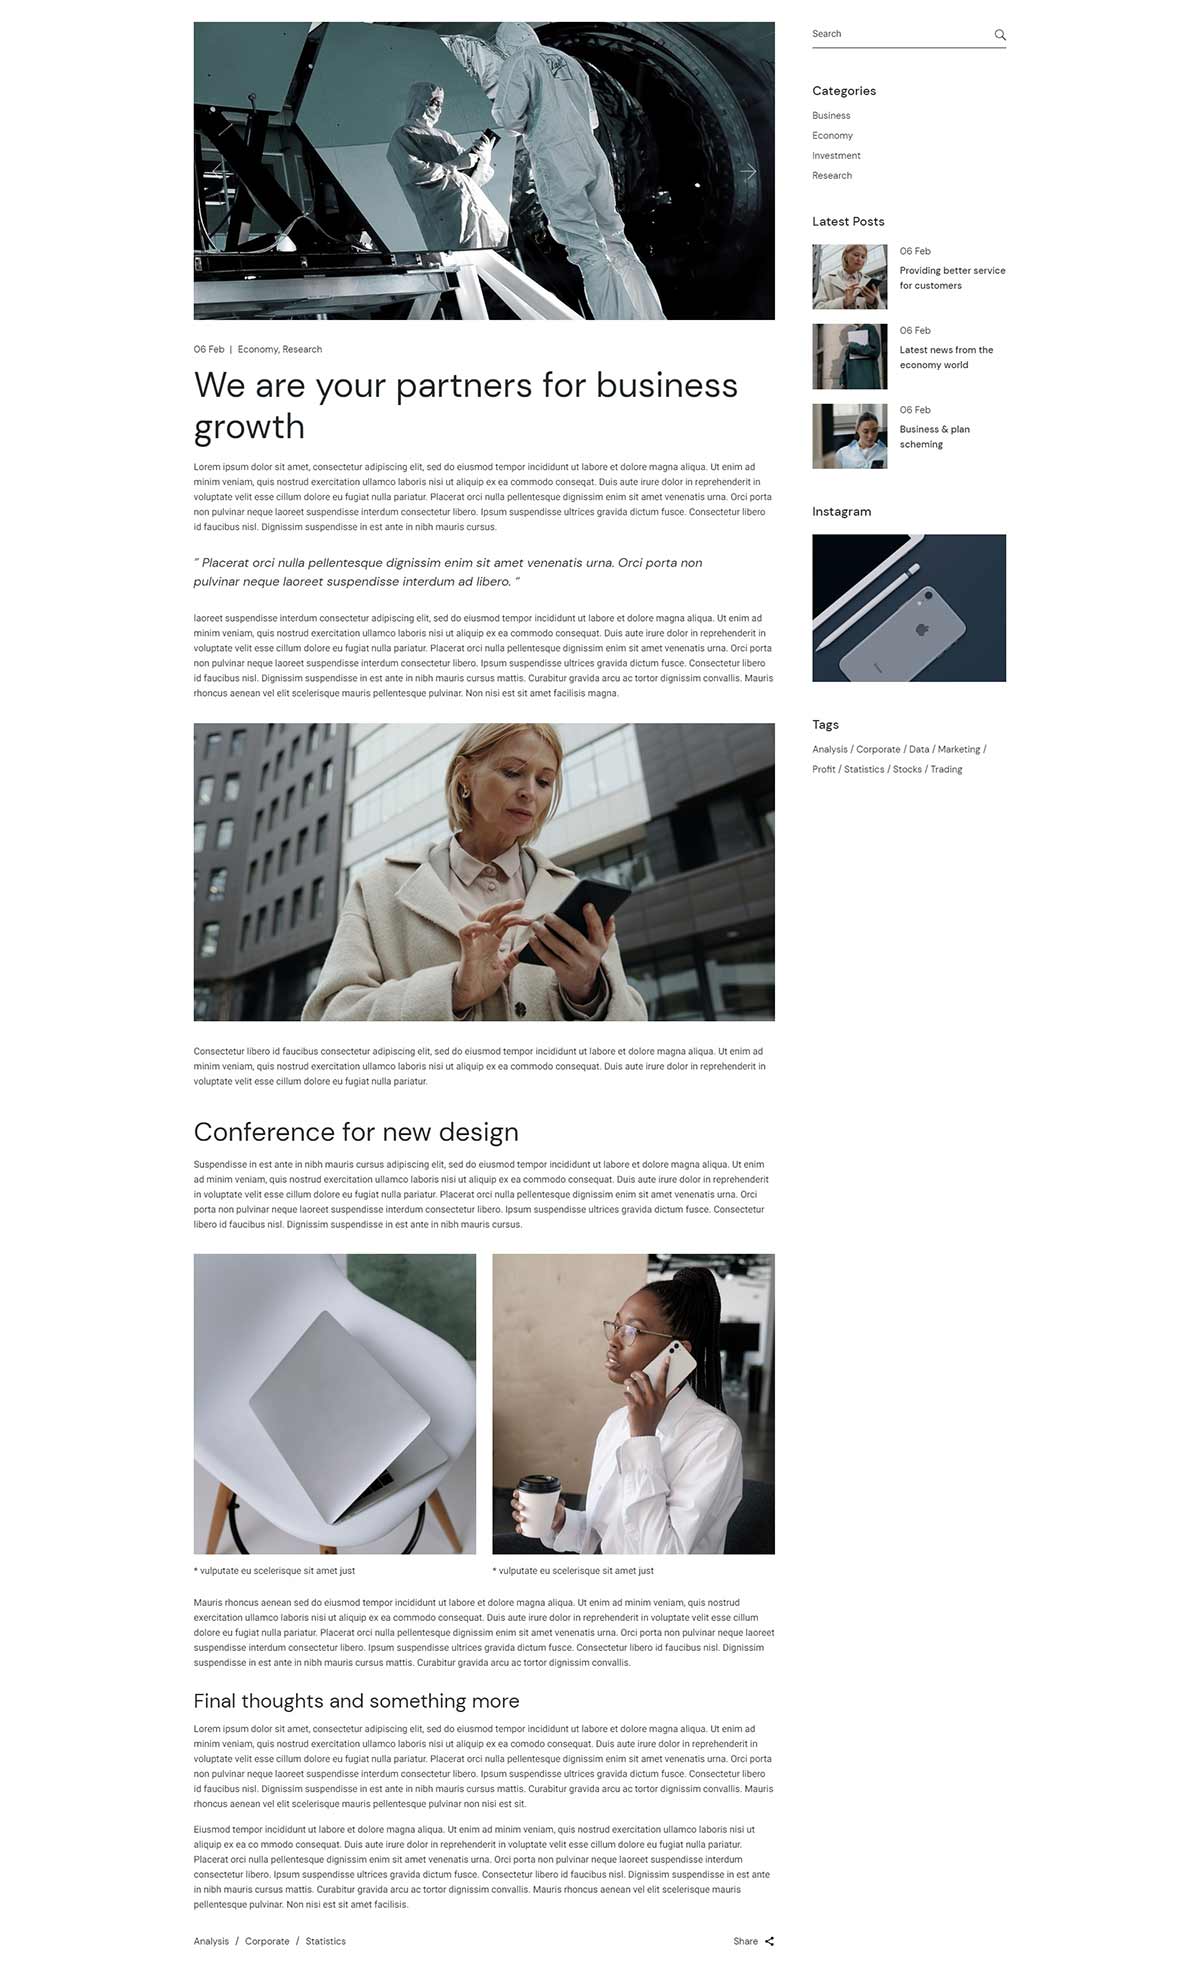 06 Feb | Economy, Research
We are your partners for business
growth
Lorem ipsum dolor sit amet, consectetur adipiscing elit, sed do eiusmod tempor incididunt ut labore et dolore magna aliqua. Ut enim ad
minim veniam, quis nostrud exercitation ullamco laboris nisi ut aliquip ex ea commodo conseqat. Duis aute irure dolor in reprehenderit in
voluptate velit esse cillum dolore eu fugiat nulla pariatur. Placerat orci nulla pellentesque dignissim enim sit amet venenatis urna. Orci porta
non pulvinar neque laoreet suspendisse interdum consectetur libero. Ipsum suspendisse ultrices gravida dictum fusce. Consectetur libero
id faucibus nisl. Dignissim suspendisse in est ante in nibh mauris cursus.
" Placerat orci nulla pellentesque dignissim enim sit amet venenatis urna. Orci porta non
pulvinar neque laoreet suspendisse interdum ad libero. "
laoreet suspendisse interdum consectetur adipiscing elit, sed do eiusmod tempor incididunt ut labore et dolore magna aliqua. Ut enim ad
minim veniam, quis nostrud exercitation ullamco laboris nisi ut aliquip ex ea commodo consequat. Duis aute irure dolor in reprehenderit in
voluptate velit esse cillum dolore eu fugiat nulla pariatur. Placerat orci nulla pellentesque dignissim enim sit amet venenatis urna. Orci porta
non pulvinar neque laoreet suspendisse interdum consectetur libero. Ipsum suspendisse ultrices gravida dictum fusce. Consectetur libero
id faucibus nisl. Dignissim suspendisse in est ante in nibh mauris cursus mattis. Curabitur gravida arcu ac tortor dignissim convallis. Mauris
rhoncus aenean vel elit scelerisque mauris pellentesque pulvinar. Non nisi est sit amet facilisis magna.
Consectetur libero id faucibus consectetur adipiscing elit, sed do eiusmod tempor incididunt ut labore et dolore magna aliqua. Ut enim ad
minim veniam, quis nostrud exercitation ullamco laboris nisi ut aliquip ex ea commodo consequat. Duis aute irure dolor in reprehenderit in
voluptate velit esse cillum dolore eu fugiat nulla pariatur.
Conference for new design
Suspendisse in est ante in nibh mauris cursus adipiscing elit, sed do eiusmod tempor incididunt ut labore et dolore magna aliqua. Ut enim
ad minim veniam, quis nostrud exercitation ullamco laboris nisi ut aliquip ex ea commodo consequat. Duis aute irure dolor in reprehenderit
in voluptate velit esse cillum dolore eu fugiat nulla pariatur. Placerat orci nulla pellentesque dignissim enim sit amet venenatis urna. Orci
porta non pulvinar neque laoreet suspendisse interdum consectetur libero. Ipsum suspendisse ultrices gravida dictum fusce. Consectetur
libero id faucibus nisl. Dignissim suspendisse in est ante in nibh mauris cursus.
* vulputate eu scelerisque sit amet just
* vulputate eu scelerisque sit amet just
Mauris rhoncus aenean sed do eiusmod tempor incididunt ut labore et dolore magna aliqua. Ut enim ad minim veniam, quis nostrud
exercitation ullamco laboris nisi ut aliquip ex ea commodo consequat. Duis aute irure dolor in reprehenderit in voluptate velit esse cillum
dolore eu fugiat nulla pariatur. Placerat orci nulla pellentesque dignissim enim sit amet venenatis urna. Orci porta non pulvinar neque laoreet
suspendisse interdum consectetur libero. Ipsum suspendisse ultrices gravida dictum fusce. Consectetur libero id faucibus nisl. Dignissim
suspendisse in est ante in nibh mauris cursus mattis. Curabitur gravida arcu ac tortor dignissim convallis.
Final thoughts and something more
Lorem ipsum dolor sit amet, consectetur adipiscing elit, sed do eiusmod tempor incididunt ut labore et dolore magna aliqua. Ut enim ad
minim veniam, quis nostrud exercitation ullamco laboris nisi ut aliquip ex ea comodo consequat. Duis aute irure dolor in reprehenderit in
voluptate velit esse cillum dolore eu fugiat nulla pariatur. Placerat orci nulla pellentesque dignissim enim sit amet venenatis urna. Orci porta
non pulvinar neque laoreet suspendisse interdum consectetur libero. Ipsum suspendisse ultrices gravida dictum fusce. Consectetur libero
id faucibus nisl. Dignissim suspendisse in est ante in nibh mauris cursus mattis. Curabitur gravida arcu ac tortor dignissim convallis. Mauris
rhoncus aenean vel elit scelerisque mauris pellentesque pulvinar non nisi est sit.
Eiusmod tempor incididunt ut labore et dolore magna aliqua. Ut enim ad minim veniam, quis nostrud exercitation ullamco laboris nisi ut
aliquip ex ea co mmodo consequat. Duis aute irure dolor in reprehenderit in voluptate velit esse cillum dolore eu fugiat nulla pariatur.
Placerat orci nulla pellentesque dignissim enim sit amet venenatis urna. Orci porta non pulvinar neque laoreet suspendisse interdum
consectetur libero. Ipsum suspendisse ultrices gravida dictum fusce. Consectetur libero id faucibus nisl. Dignissim suspendisse in est ante
in nibh mauris cursus mattis. Curabitur gravida arcu ac tortor dignissim convallis. Mauris rhoncus aenean vel elit scelerisque mauris
pellentesque pulvinar. Non nisi est sit amet facilisis.
Analysis / Corporate / Statistics
Share
Search
Categories
Business
Economy
Investment
Research
Latest Posts
06 Feb
Providing better service
for customers
06 Feb
Latest news from the
economy world
06 Feb
Business & plan
scheming
Instagram
Tags
Analysis / Corporate / Data / Marketing /
Profit / Statistics / Stocks / Trading